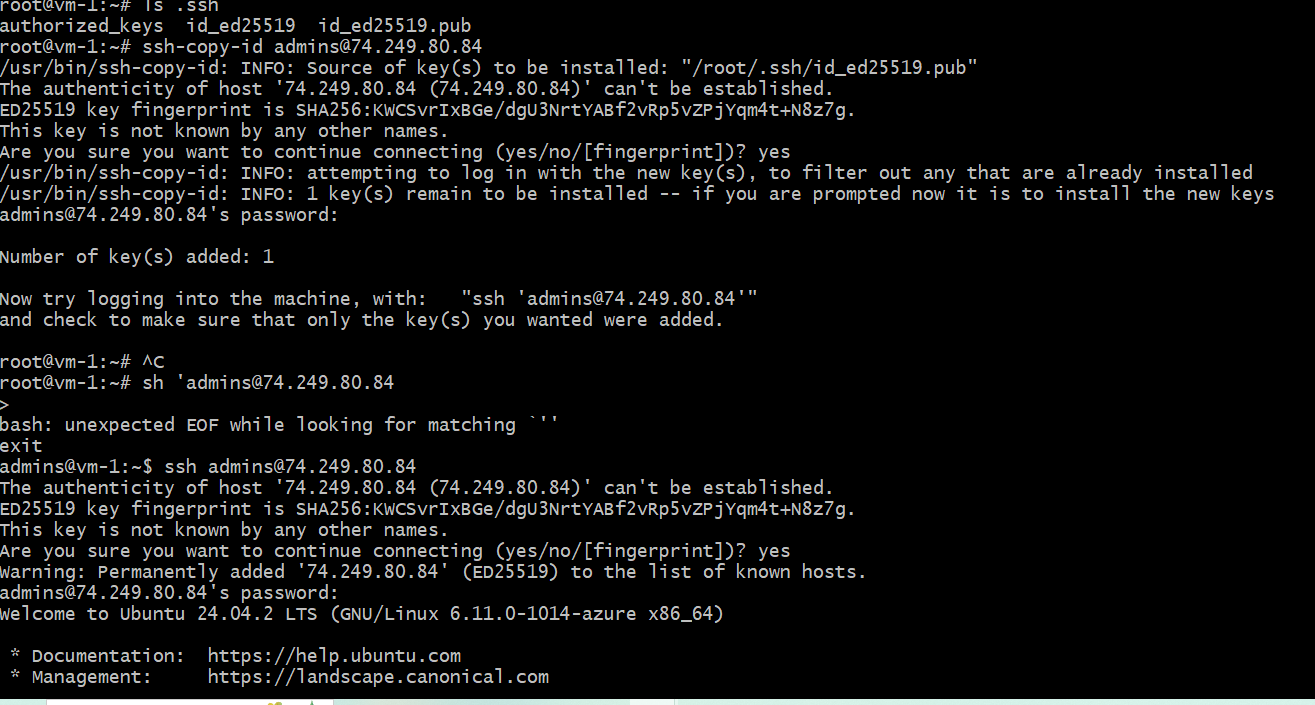 root@vm-1:~# ls .ssh
authorized_keys  id_ed25519  id_ed25519.pub
root@vm-1:~# ssh-copy-id admins@74.249.80.84
/usr/bin/ssh-copy-id: INFO: Source of key(s) to be installed: "/root/.ssh/id_ed25519.pub"
The authenticity of host '74.249.80.84 (74.249.80.84)' can't be established.
ED25519 key fingerprint is SHA256:KWCSvrIxBGe/dgU3NrtYABf2vRp5vZPjYqm4t+N8z7g.
This key is not known by any other names.
Are you sure you want to continue connecting (yes/no/[fingerprint])? yes
/usr/bin/ssh-copy-id: INFO: attempting to log in with the new key(s), to filter out any that are already installed
/usr/bin/ssh-copy-id: INFO: 1 key(s) remain to be installed -- if you are prompted now it is to install the new keys
admins@74.249.80.84's password:
Number of key(s) added: 1
Now try logging into the machine, with:   "ssh 'admins@74.249.80.84'"
and check to make sure that only the key(s) you wanted were added.
root@vm-1:~# ^C
root@vm-1:~# sh 'admins@74.249.80.84
>
bash: unexpected EOF while looking for matching `''
exit
admins@vm-1:~$ ssh admins@74.249.80.84
The authenticity of host '74.249.80.84 (74.249.80.84)' can't be established.
ED25519 key fingerprint is SHA256:KWCSvrIxBGe/dgU3NrtYABf2vRp5vZPjYqm4t+N8z7g.
This key is not known by any other names.
Are you sure you want to continue connecting (yes/no/[fingerprint])? yes
Warning: Permanently added '74.249.80.84' (ED25519) to the list of known hosts.
admins@74.249.80.84's password:
Welcome to Ubuntu 24.04.2 LTS (GNU/Linux 6.11.0-1014-azure x86_64)
 * Documentation:  https://help.ubuntu.com
 * Management:     https://landscape.canonical.com